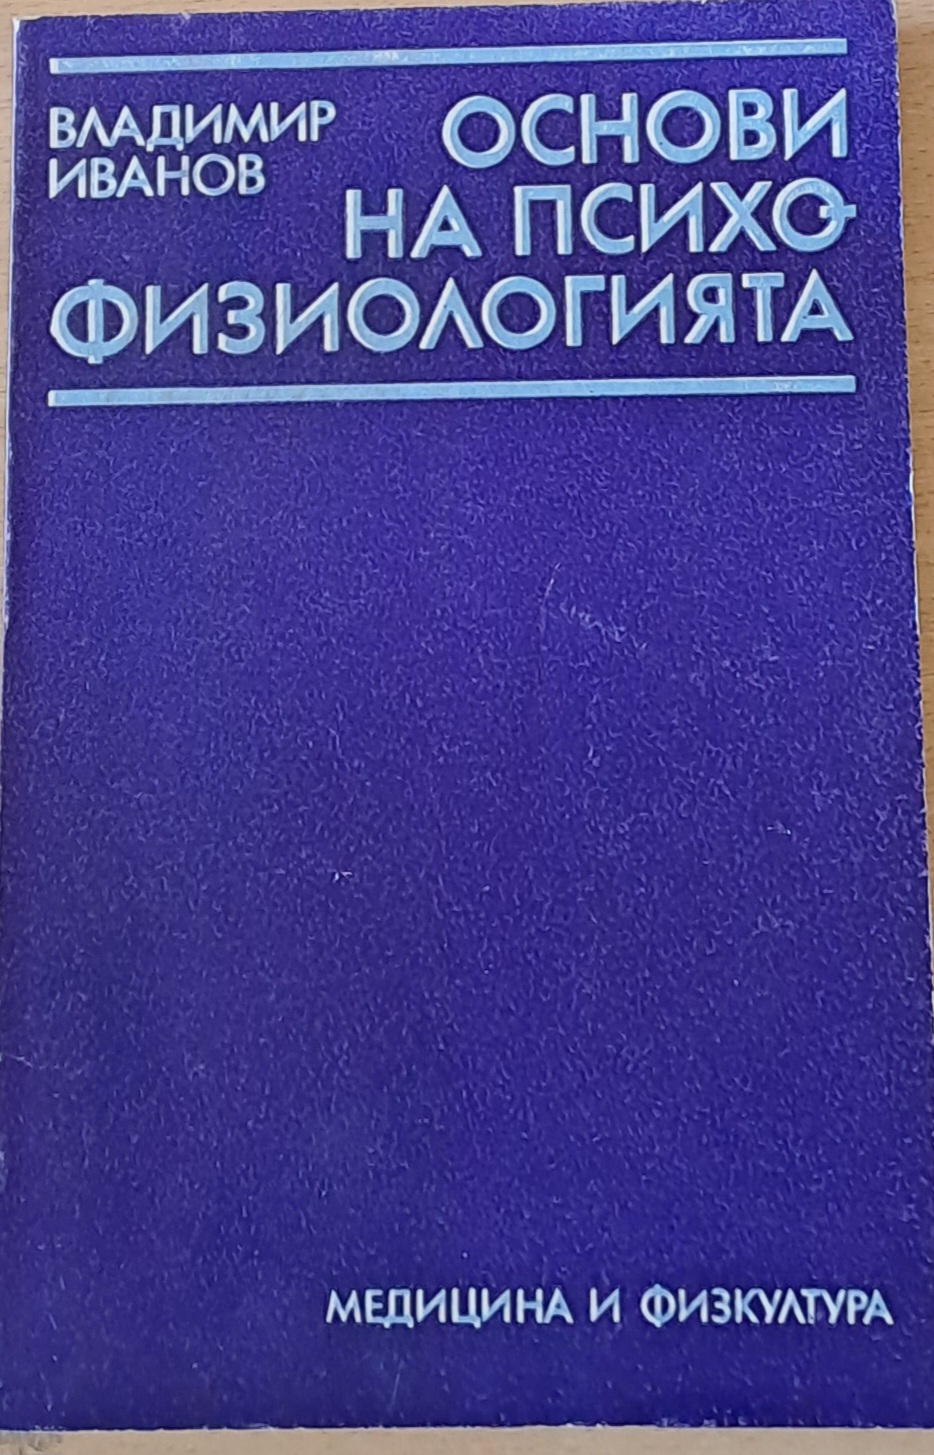 ВЛАДИМИР
ИВАНОВ
ОСНОВИ
НА ПСИХО-
ФИЗИОЛОГИЯТА
МЕДИЦИНА И ФИЗКУЛТУРА